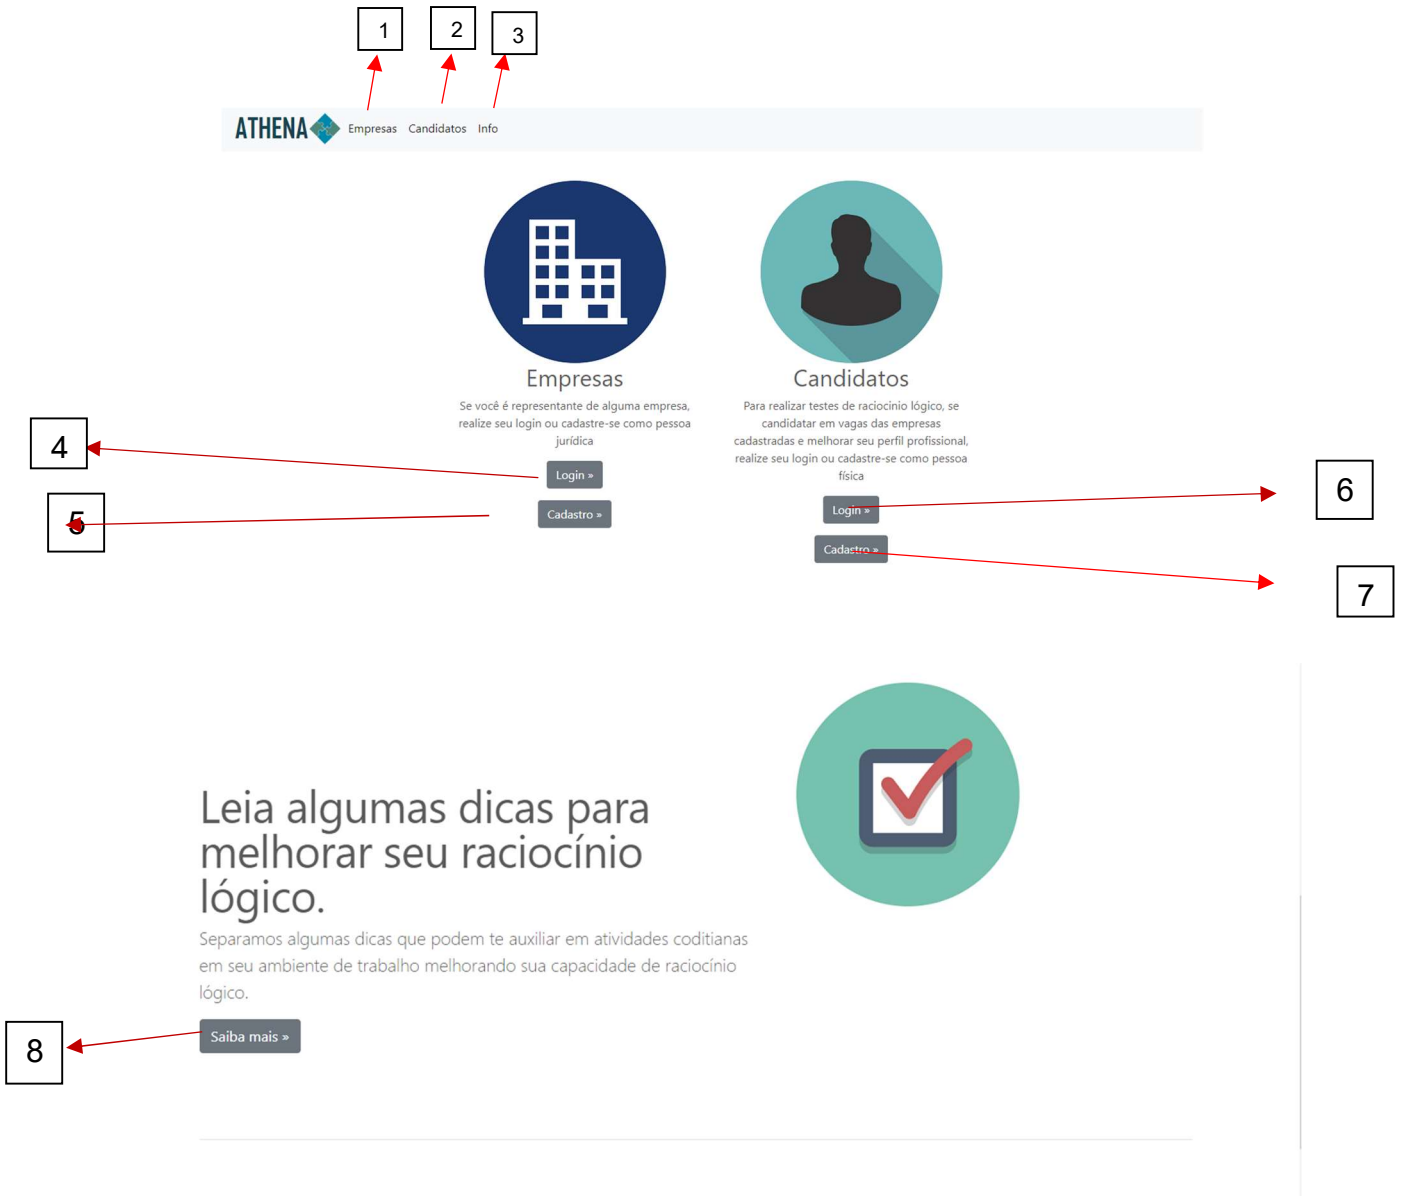 1
2
3
ATHENA
Empresas Candidatos Info
Empresas
Se você é representante de alguma empresa,
realize seu login ou cadastre-se como pessoa
jurídica
Login »
Cadastro »
Candidatos
Para realizar testes de raciocinio lógico, se
candidatar em vagas das empresas
cadastradas e melhorar seu perfil profissional,
realize seu login ou cadastre-se como pessoa
física
Login »
Cadastro »
4
5
6
7
Leia algumas dicas para
melhorar seu raciocínio
lógico.
Separamos algumas dicas que podem te auxiliar em atividades coditianas
em seu ambiente de trabalho melhorando sua capacidade de raciocínio
lógico.
Saiba mais »
8